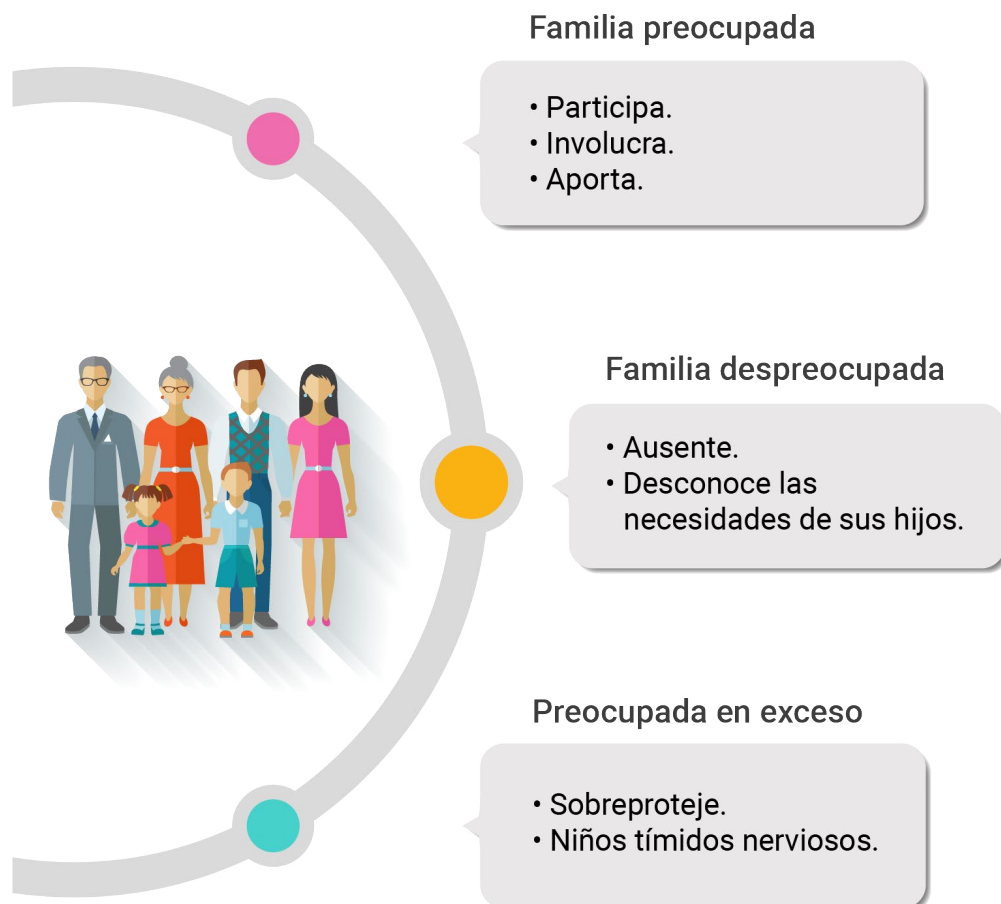 Familia preocupada
• Participa.
• Involucra.
• Aporta.
Familia despreocupada
• Ausente.
• Desconoce las
necesidades de sus hijos.
Preocupada en exceso
• Sobreproteje.
• Niños tímidos nerviosos.